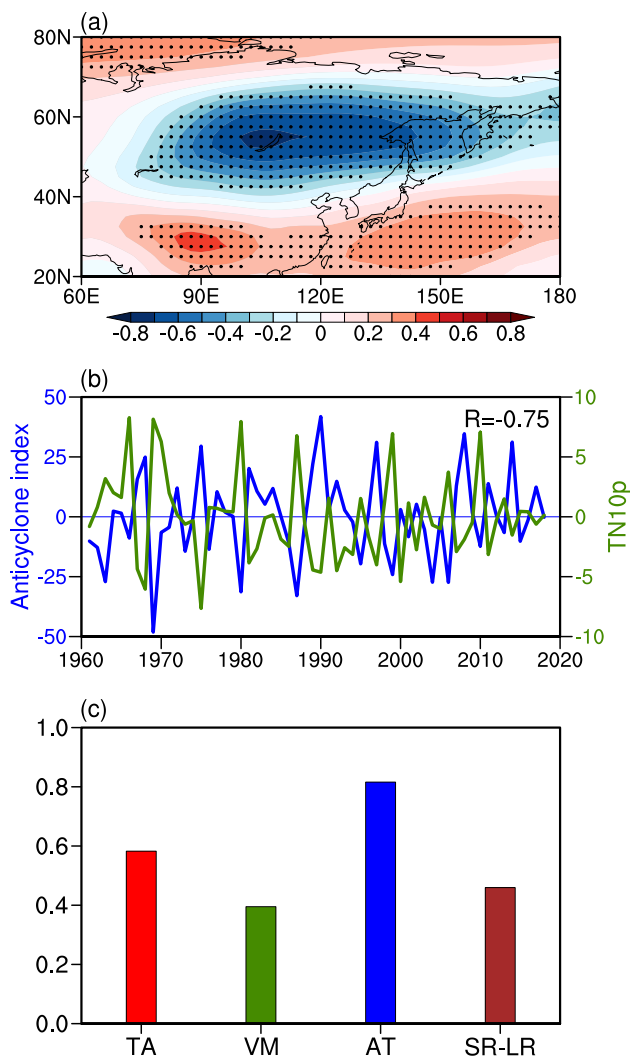 (a)
80N
60N
40N
20N
60E 90E 120E 150E 180
-0.8 -0.6 -0.4 -0.2 0 0.2 0.4 0.6 0.8
(b)
R=-0.75
50 10
25 5
0 0
-25 -5
-50 -10
Anticyclone index
TN10p
1960 1970 1980 1990 2000 2010 2020
(c)
1.0
0.8
0.6
0.4
0.2
0.0
TA VM AT SR-LR